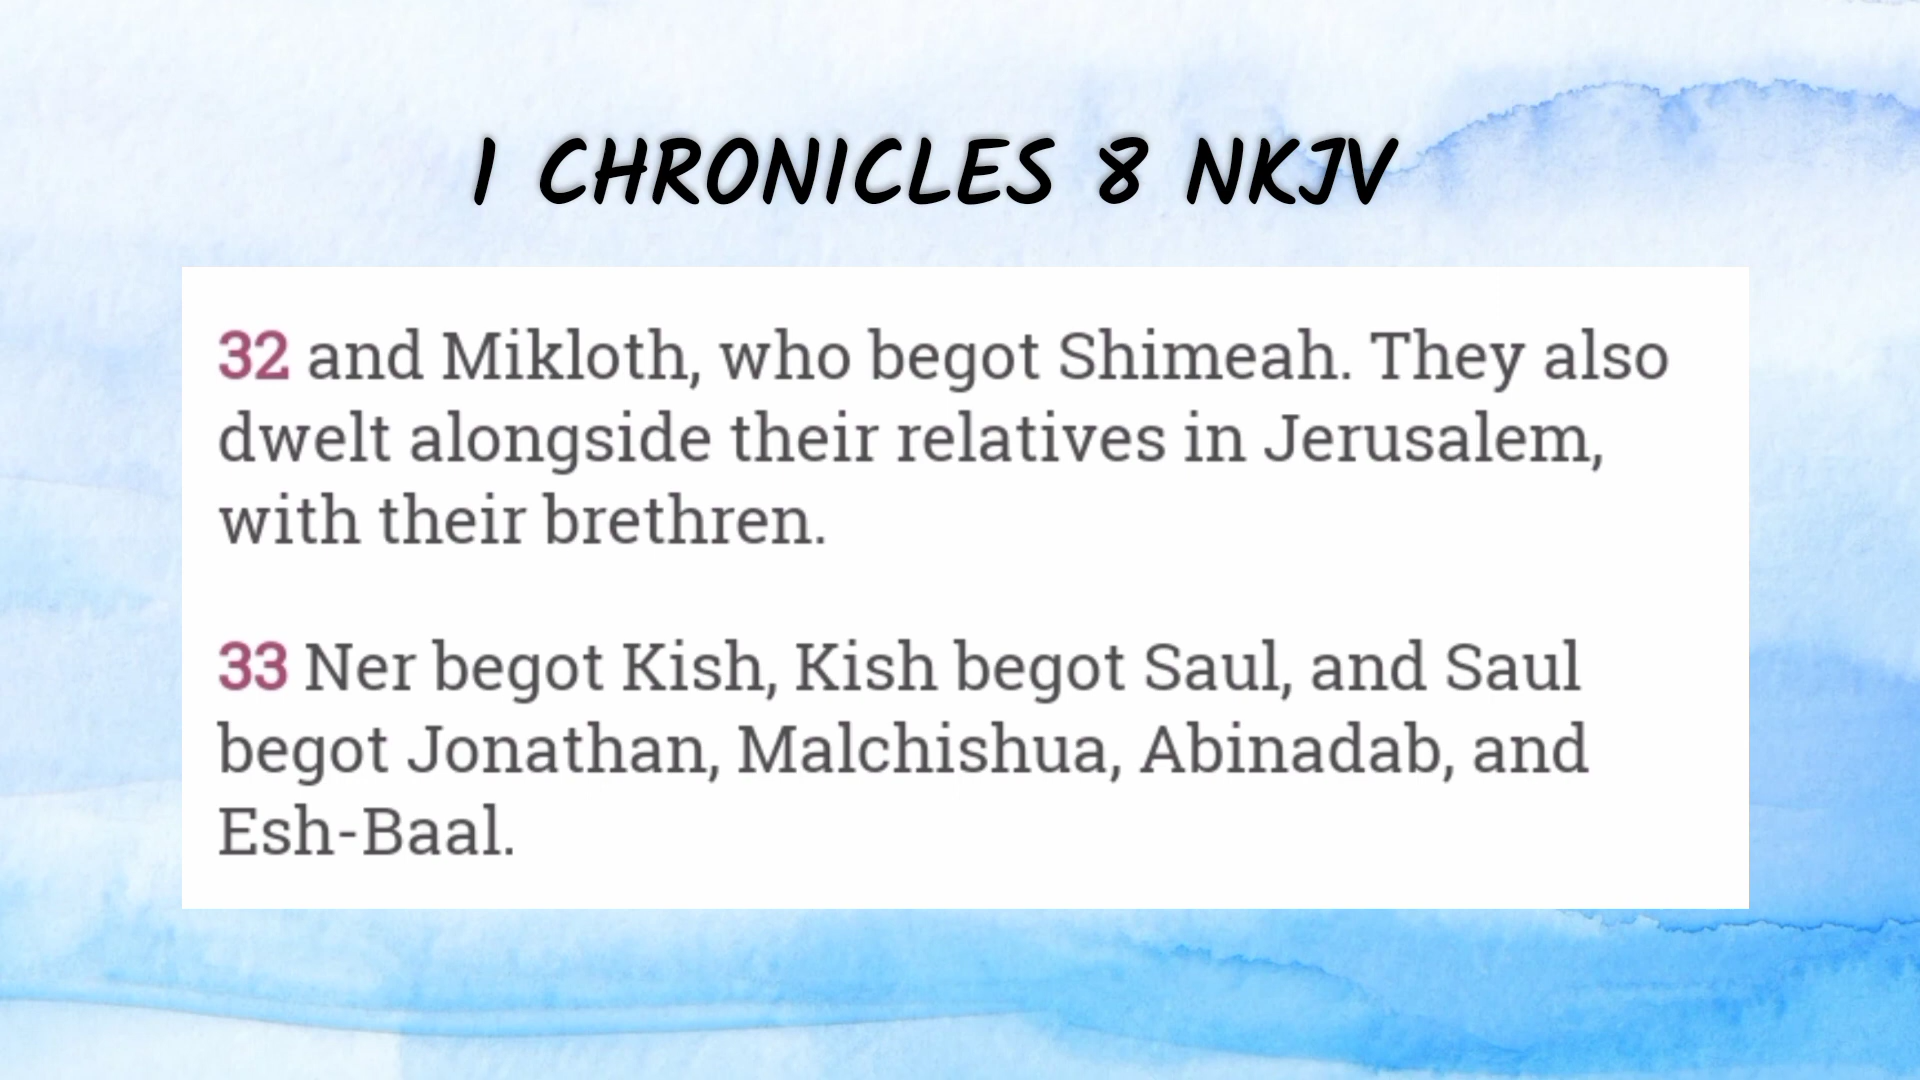 1 CHRONICLES 8 NKJV
32 and Mikloth, who begot Shimeah. They also
dwelt alongside their relatives in Jerusalem,
with their brethren.
33 Ner begot Kish, Kish begot Saul, and Saul
begot Jonathan, Malchishua, Abinadab, and
Esh-Baal.